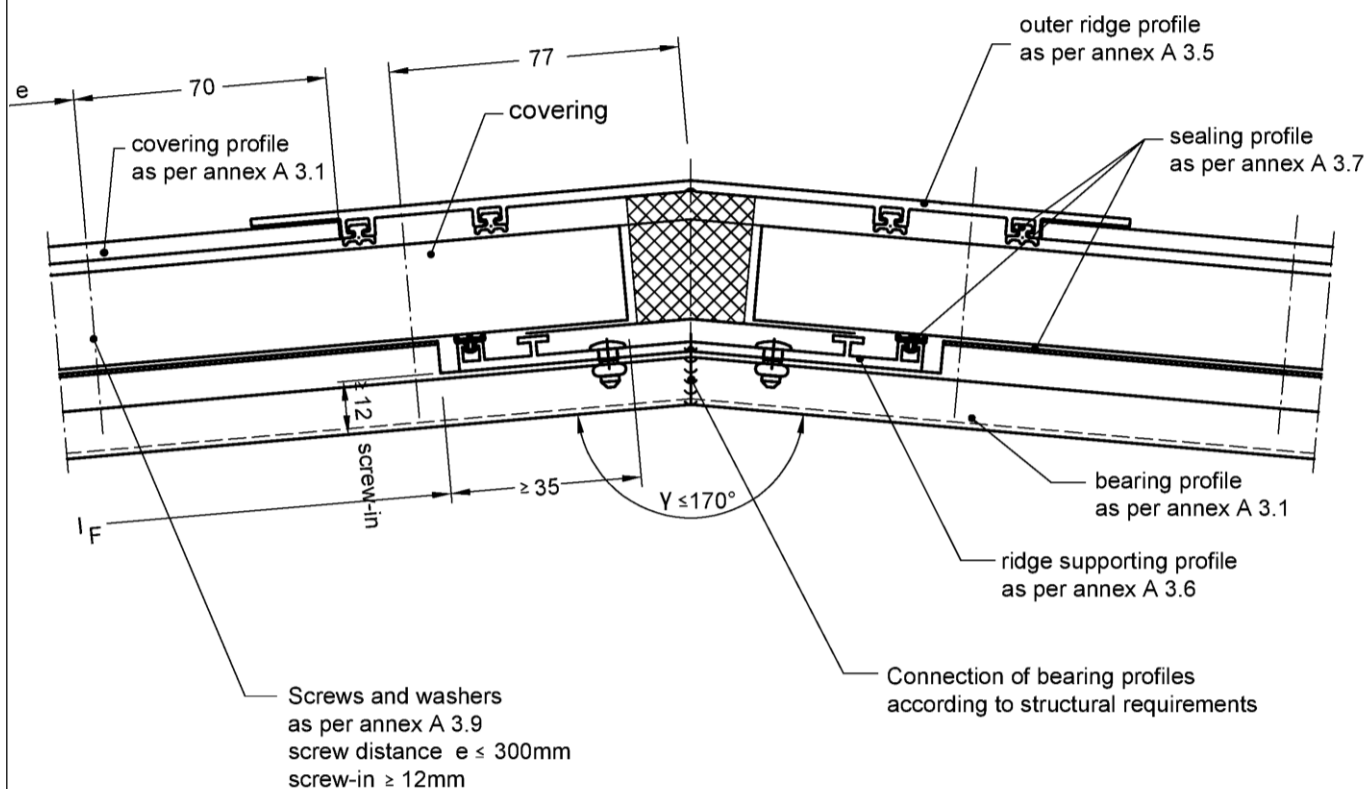 outer ridge profile
as per annex A 3.5
77
70
e
covering
covering profile
as per annex A 3.1
sealing profile
as per annex A 3.7
≥ 12 screw-in
≥ 35
γ ≤170°
l F
bearing profile
as per annex A 3.1
ridge supporting profile
as per annex A 3.6
Connection of bearing profiles
according to structural requirements
Screws and washers
as per annex A 3.9
screw distance e ≤ 300mm
screw-in ≥ 12mm